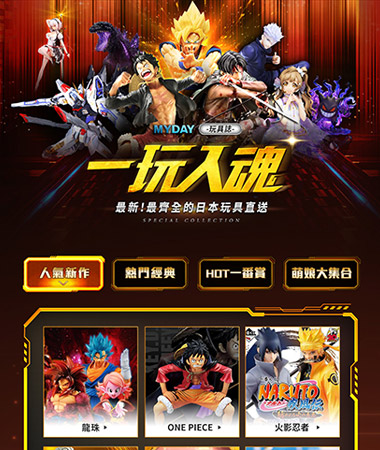 MYDAY 玩具誌
一玩入魂
最新!最齊全的日本玩具直送
SPECIAL COLLECTION
人氣新作
熱門經典
HOT一番賞
萌報大集合
龍珠
ONE PIECE
NARUTO
火影忍者